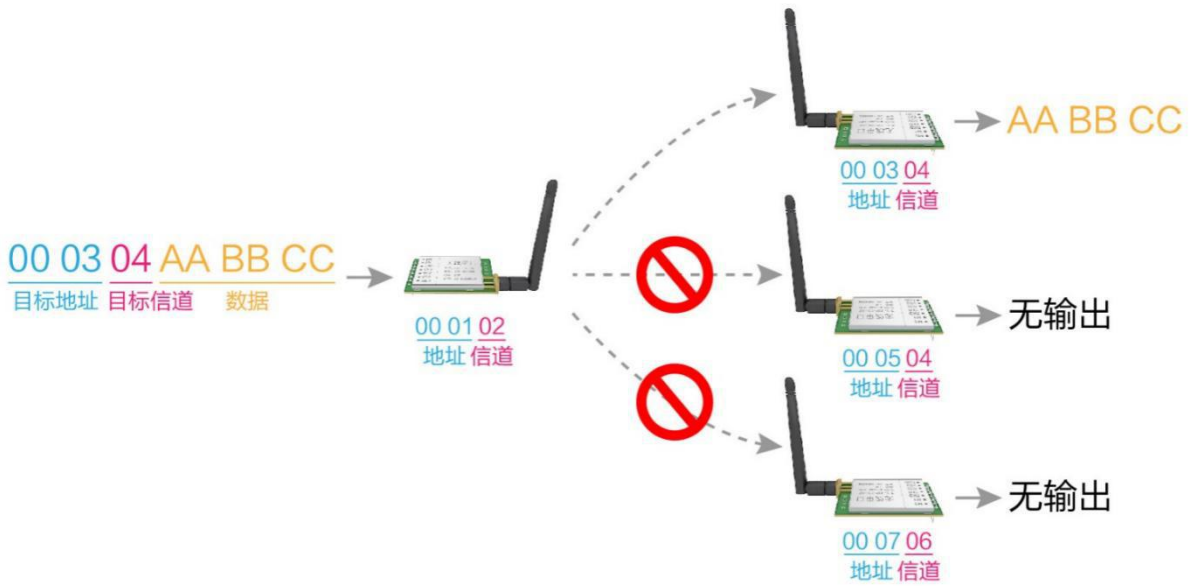 00 03 04 AA BB CC
目标地址 目标信道 数据
00 01 02
地址 信道
AA BB CC
00 03 04
地址 信道
无输出
00 05 04
地址 信道
无输出
00 07 06
地址 信道